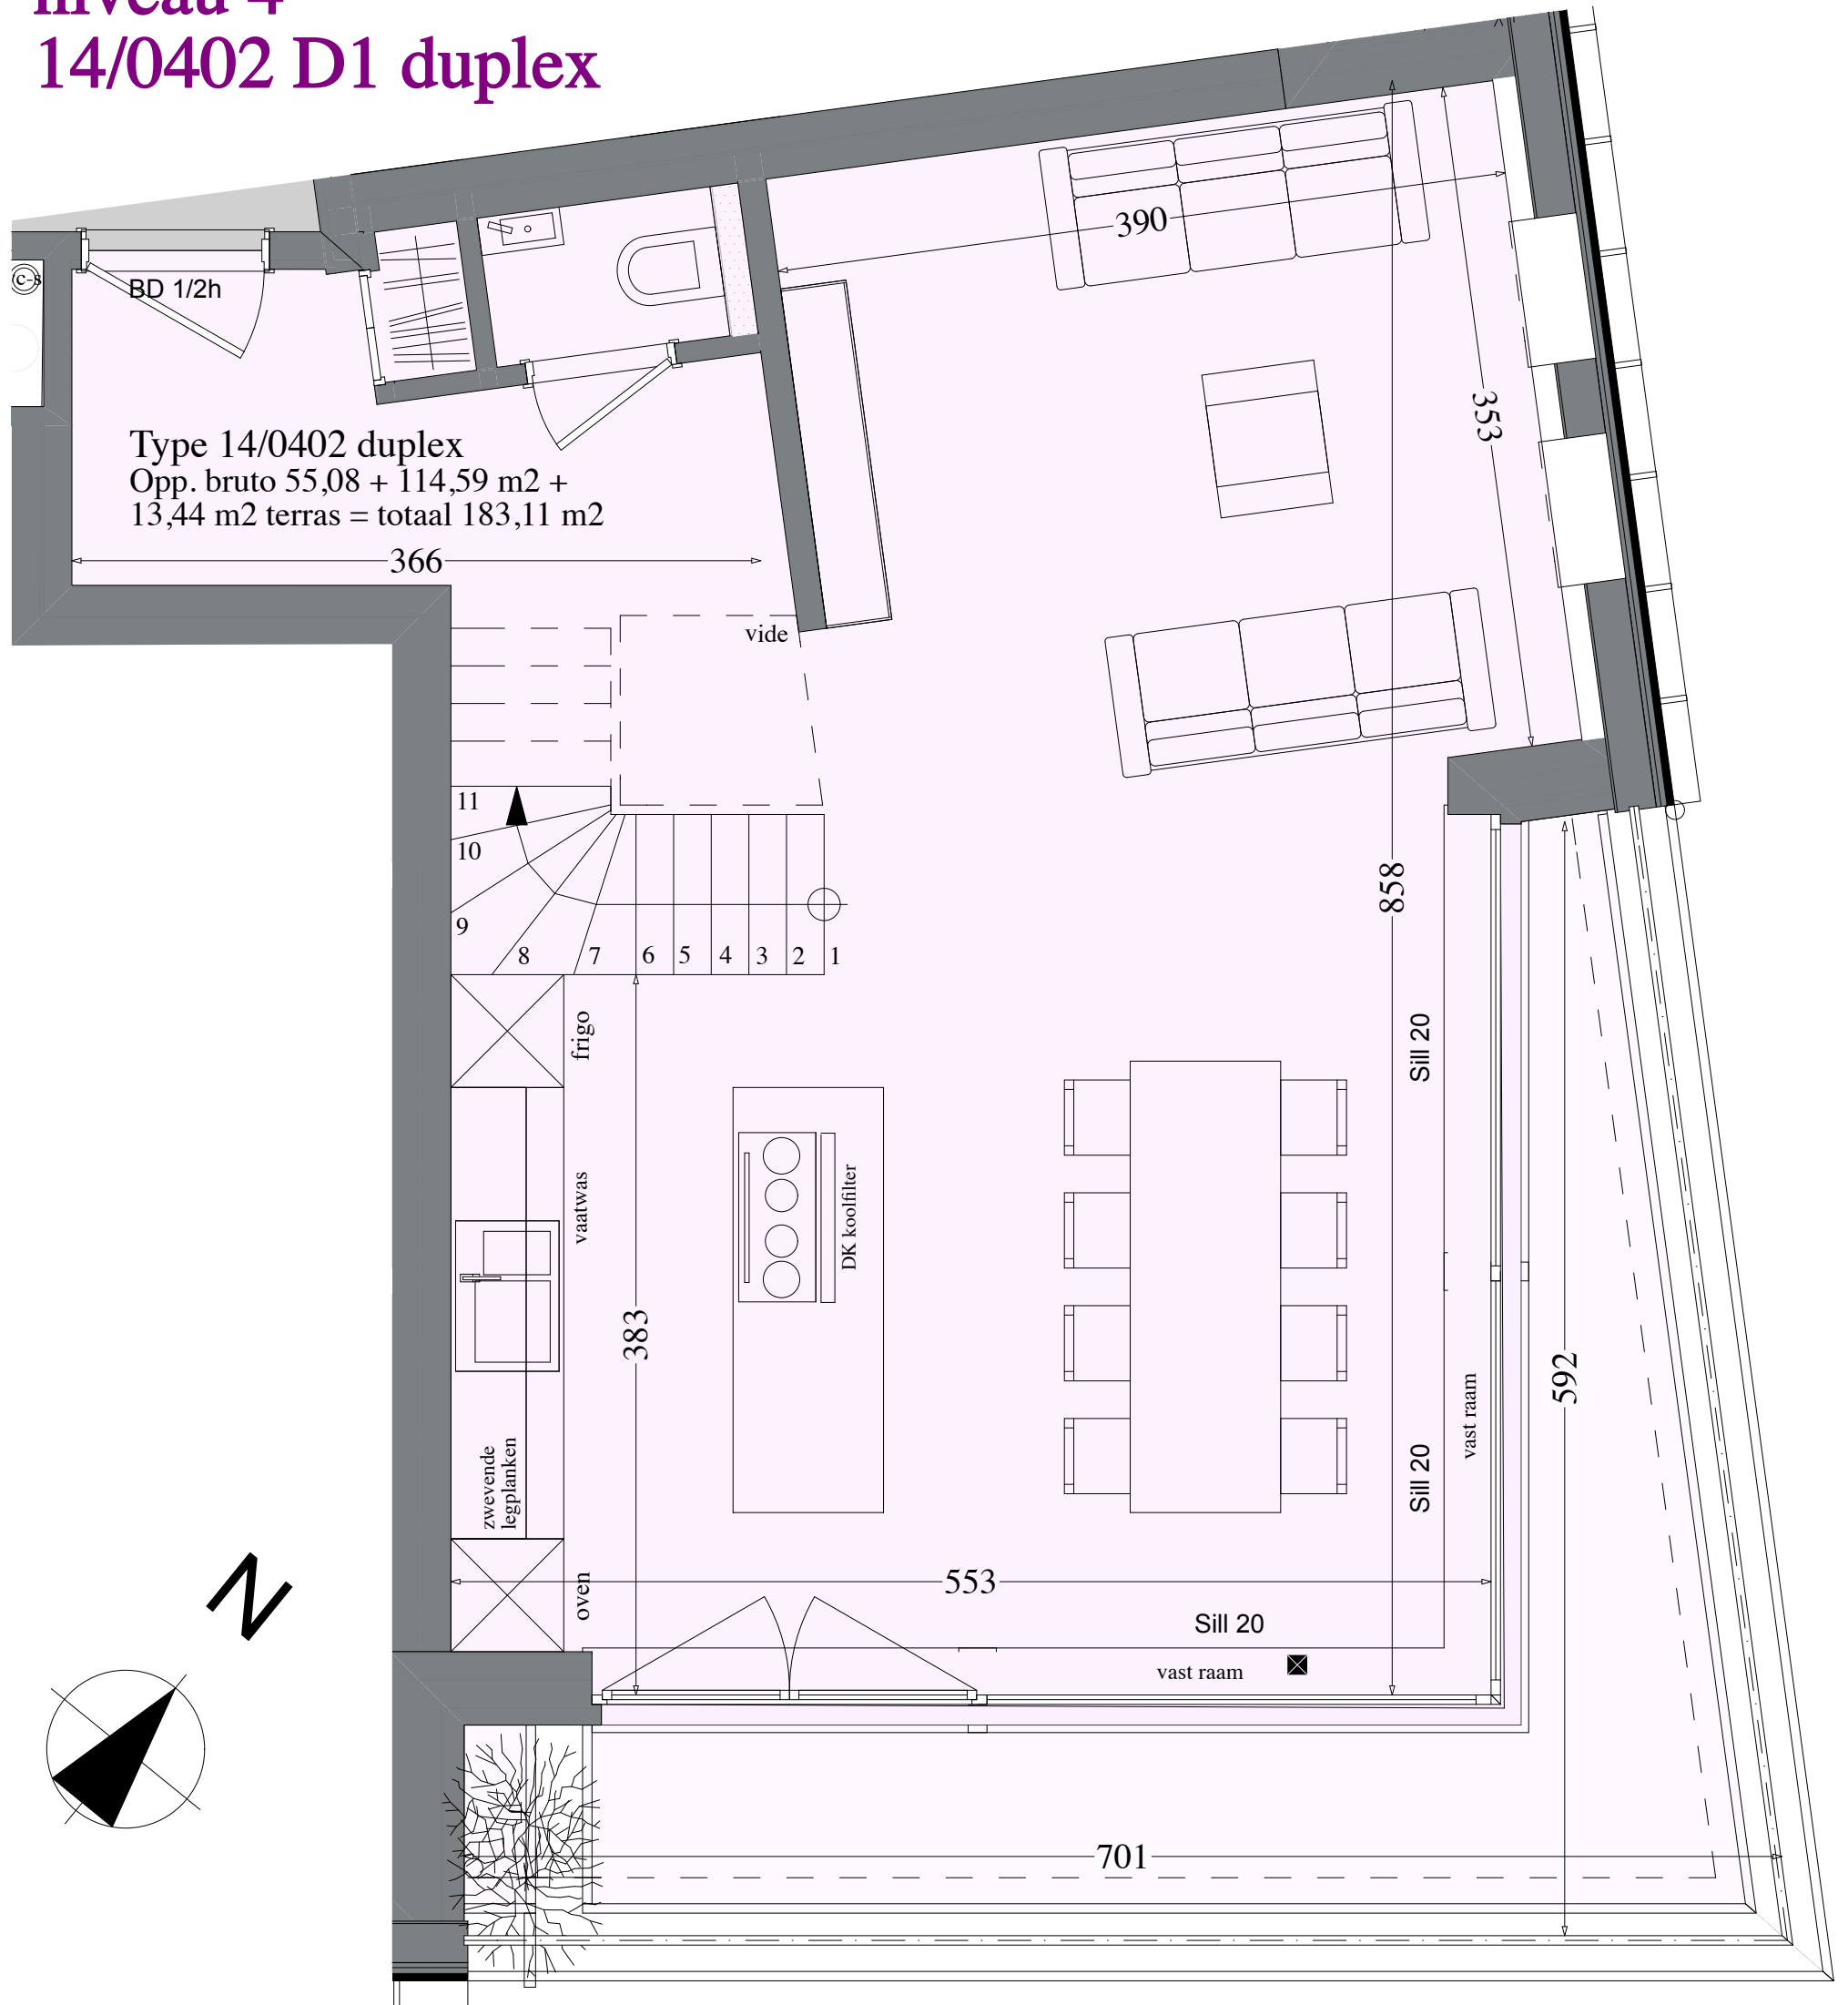 niveau 4
14/0402 D1 duplex
c-s
BD 1/2h
390
353
Type 14/0402 duplex
Opp. bruto 55,08 + 114,59 m2 +
13,44 m2 terras = totaal 183,11 m2
366
vide
11
10
9
8
7
6
5
4
3
2
1
858
frigo
Sill 20
vaatwas
DK koolfilter
383
592
vast raam
zwevende
legplanken
Sill 20
oven
553
Sill 20
vast raam
N
701